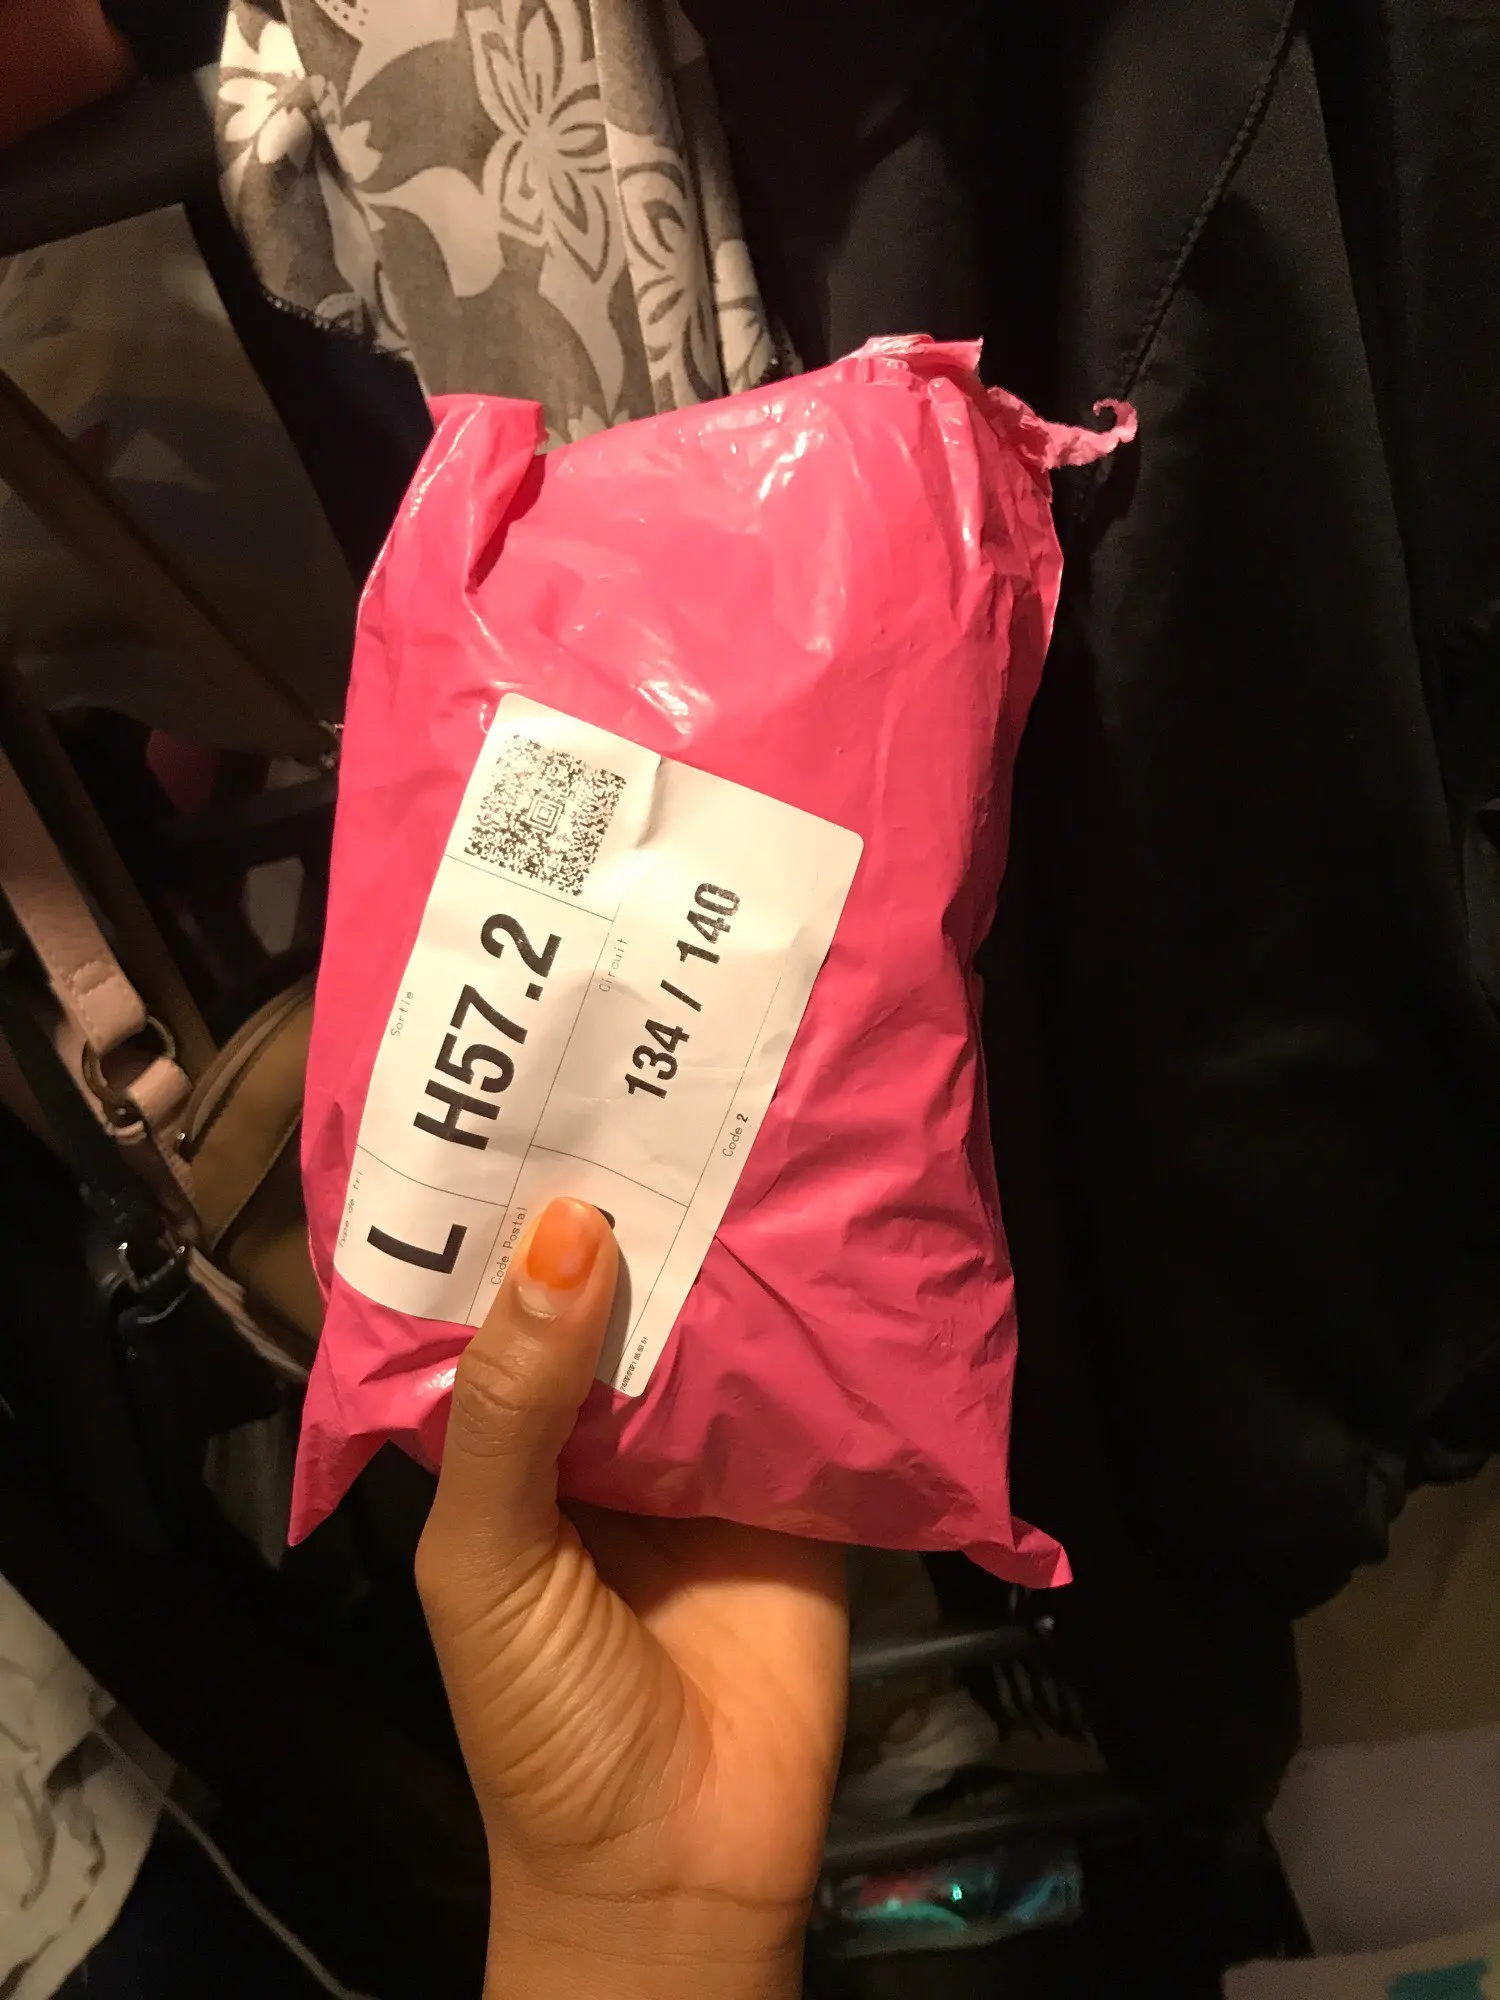 Sortie
H57.2
Circuit
134 / 140
Type de tri
L
Code Postal
Code 2